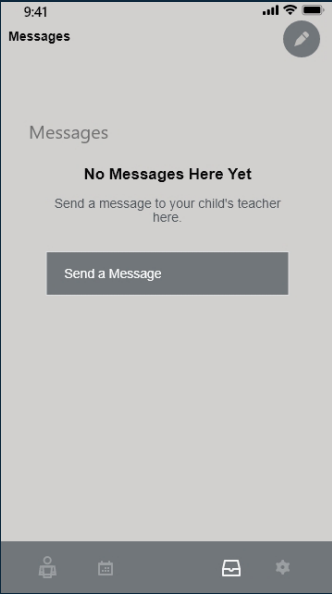 9:41
Messages
Messages
No Messages Here Yet
Send a message to your child's teacher
here.
Send a Message